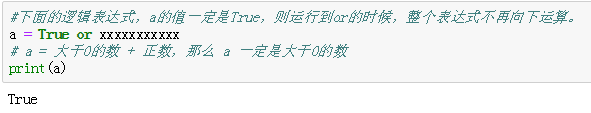 #下面的逻辑表达式，a的值一定是True，则运行到or的时候，整个表达式不再向下运算。
a = True or xxxxxxxxxxx
# a = 大于0的数 + 正数，那么 a 一定是大于0的数
print(a)
True